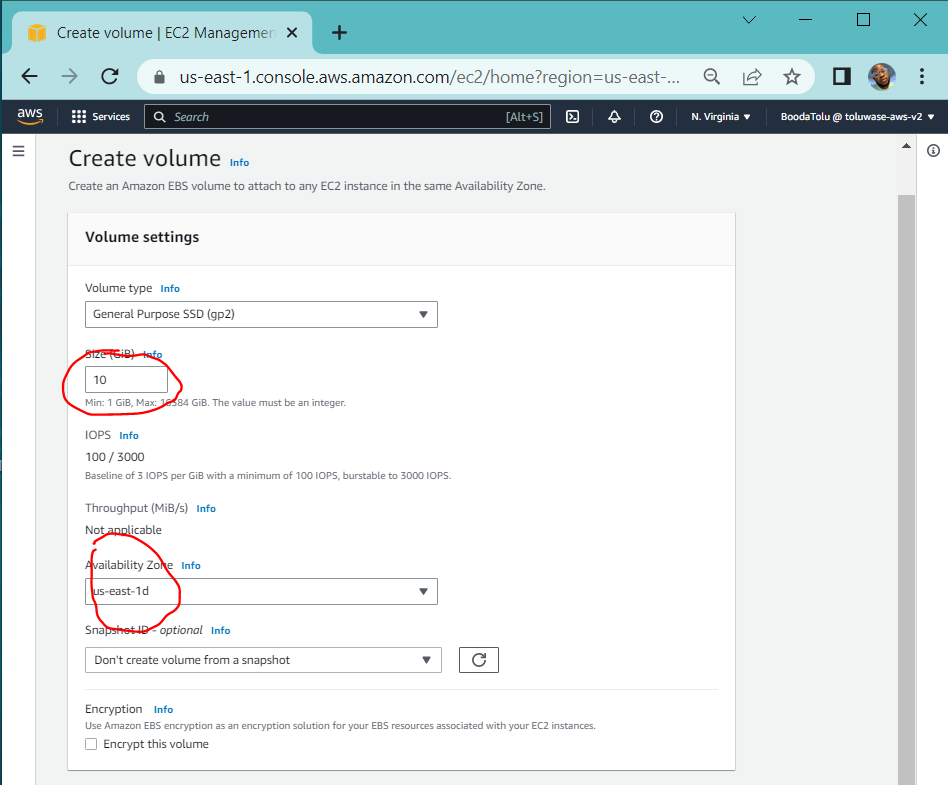 Create volume | EC2 Managemen
us-east-1.console.aws.amazon.com/ec2/home?region=us-east-...
aws Services Search [Alt+S] N. Virginia BoodaTolu @ toluwase-aws-v2
Create volume Info
Create an Amazon EBS volume to attach to any EC2 instance in the same Availability Zone.
Volume settings
Volume type Info
General Purpose SSD (gp2)
Size (GiB) Info
10
Min: 1 GiB, Max: 16384 GiB. The value must be an integer.
IOPS Info
100 / 3000
Baseline of 3 IOPS per GiB with a minimum of 100 IOPS, burstable to 3000 IOPS.
Throughput (MiB/s) Info
Not applicable
Availability Zone Info
us-east-1d
Snapshot ID - optional Info
Don't create volume from a snapshot
Encryption Info
Use Amazon EBS encryption as an encryption solution for your EBS resources associated with your EC2 instances.
Encrypt this volume